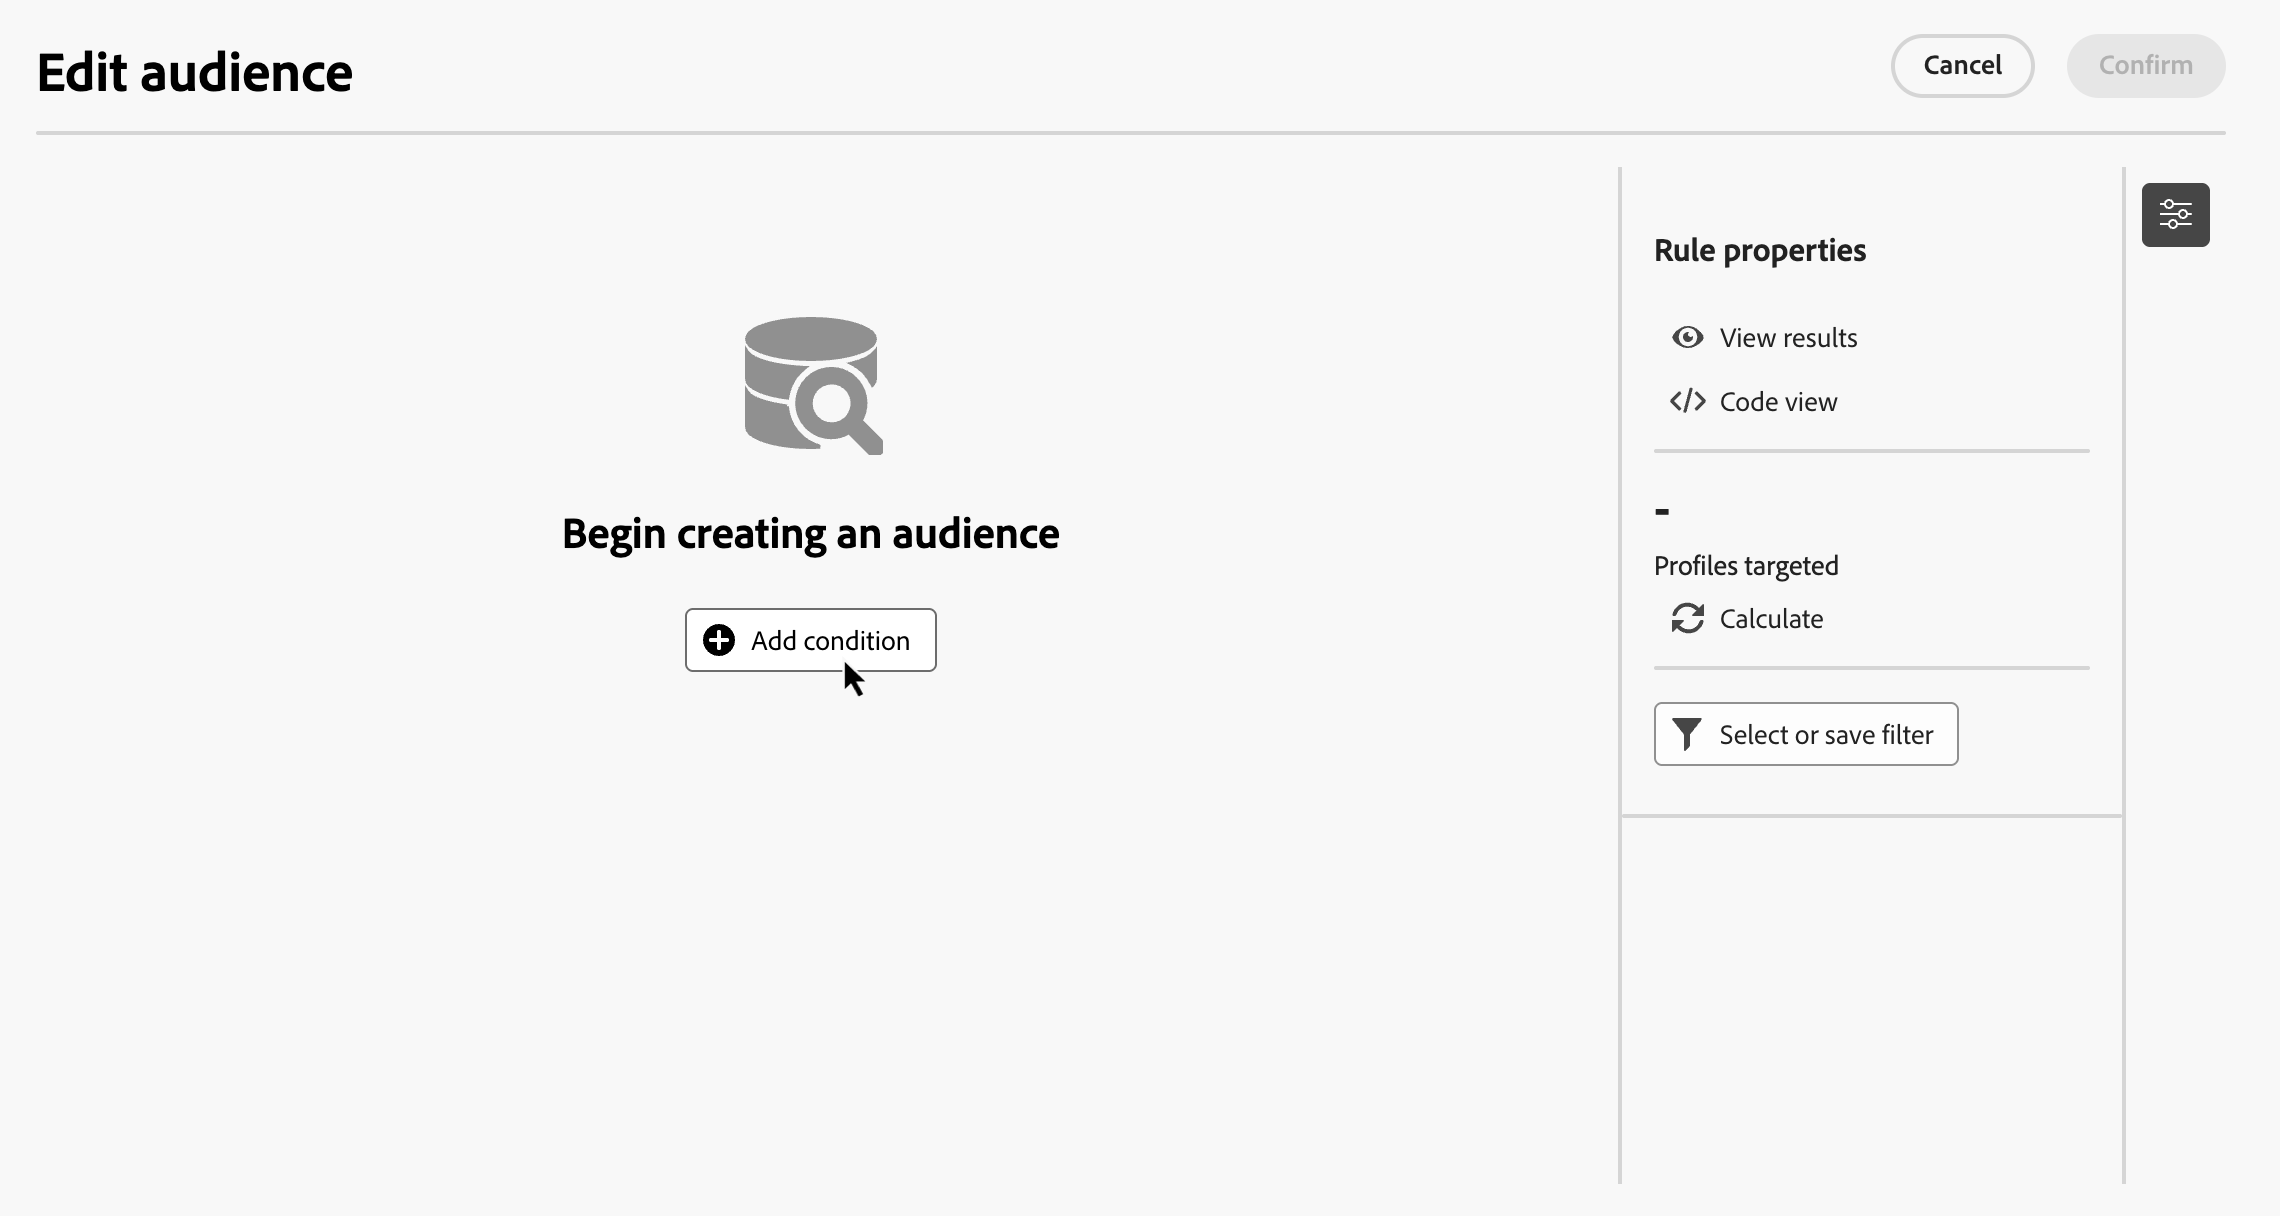 Edit audience
Cancel
Confirm
Begin creating an audience
Add condition
Rule properties
View results
Code view
-
Profiles targeted
Calculate
Select or save filter